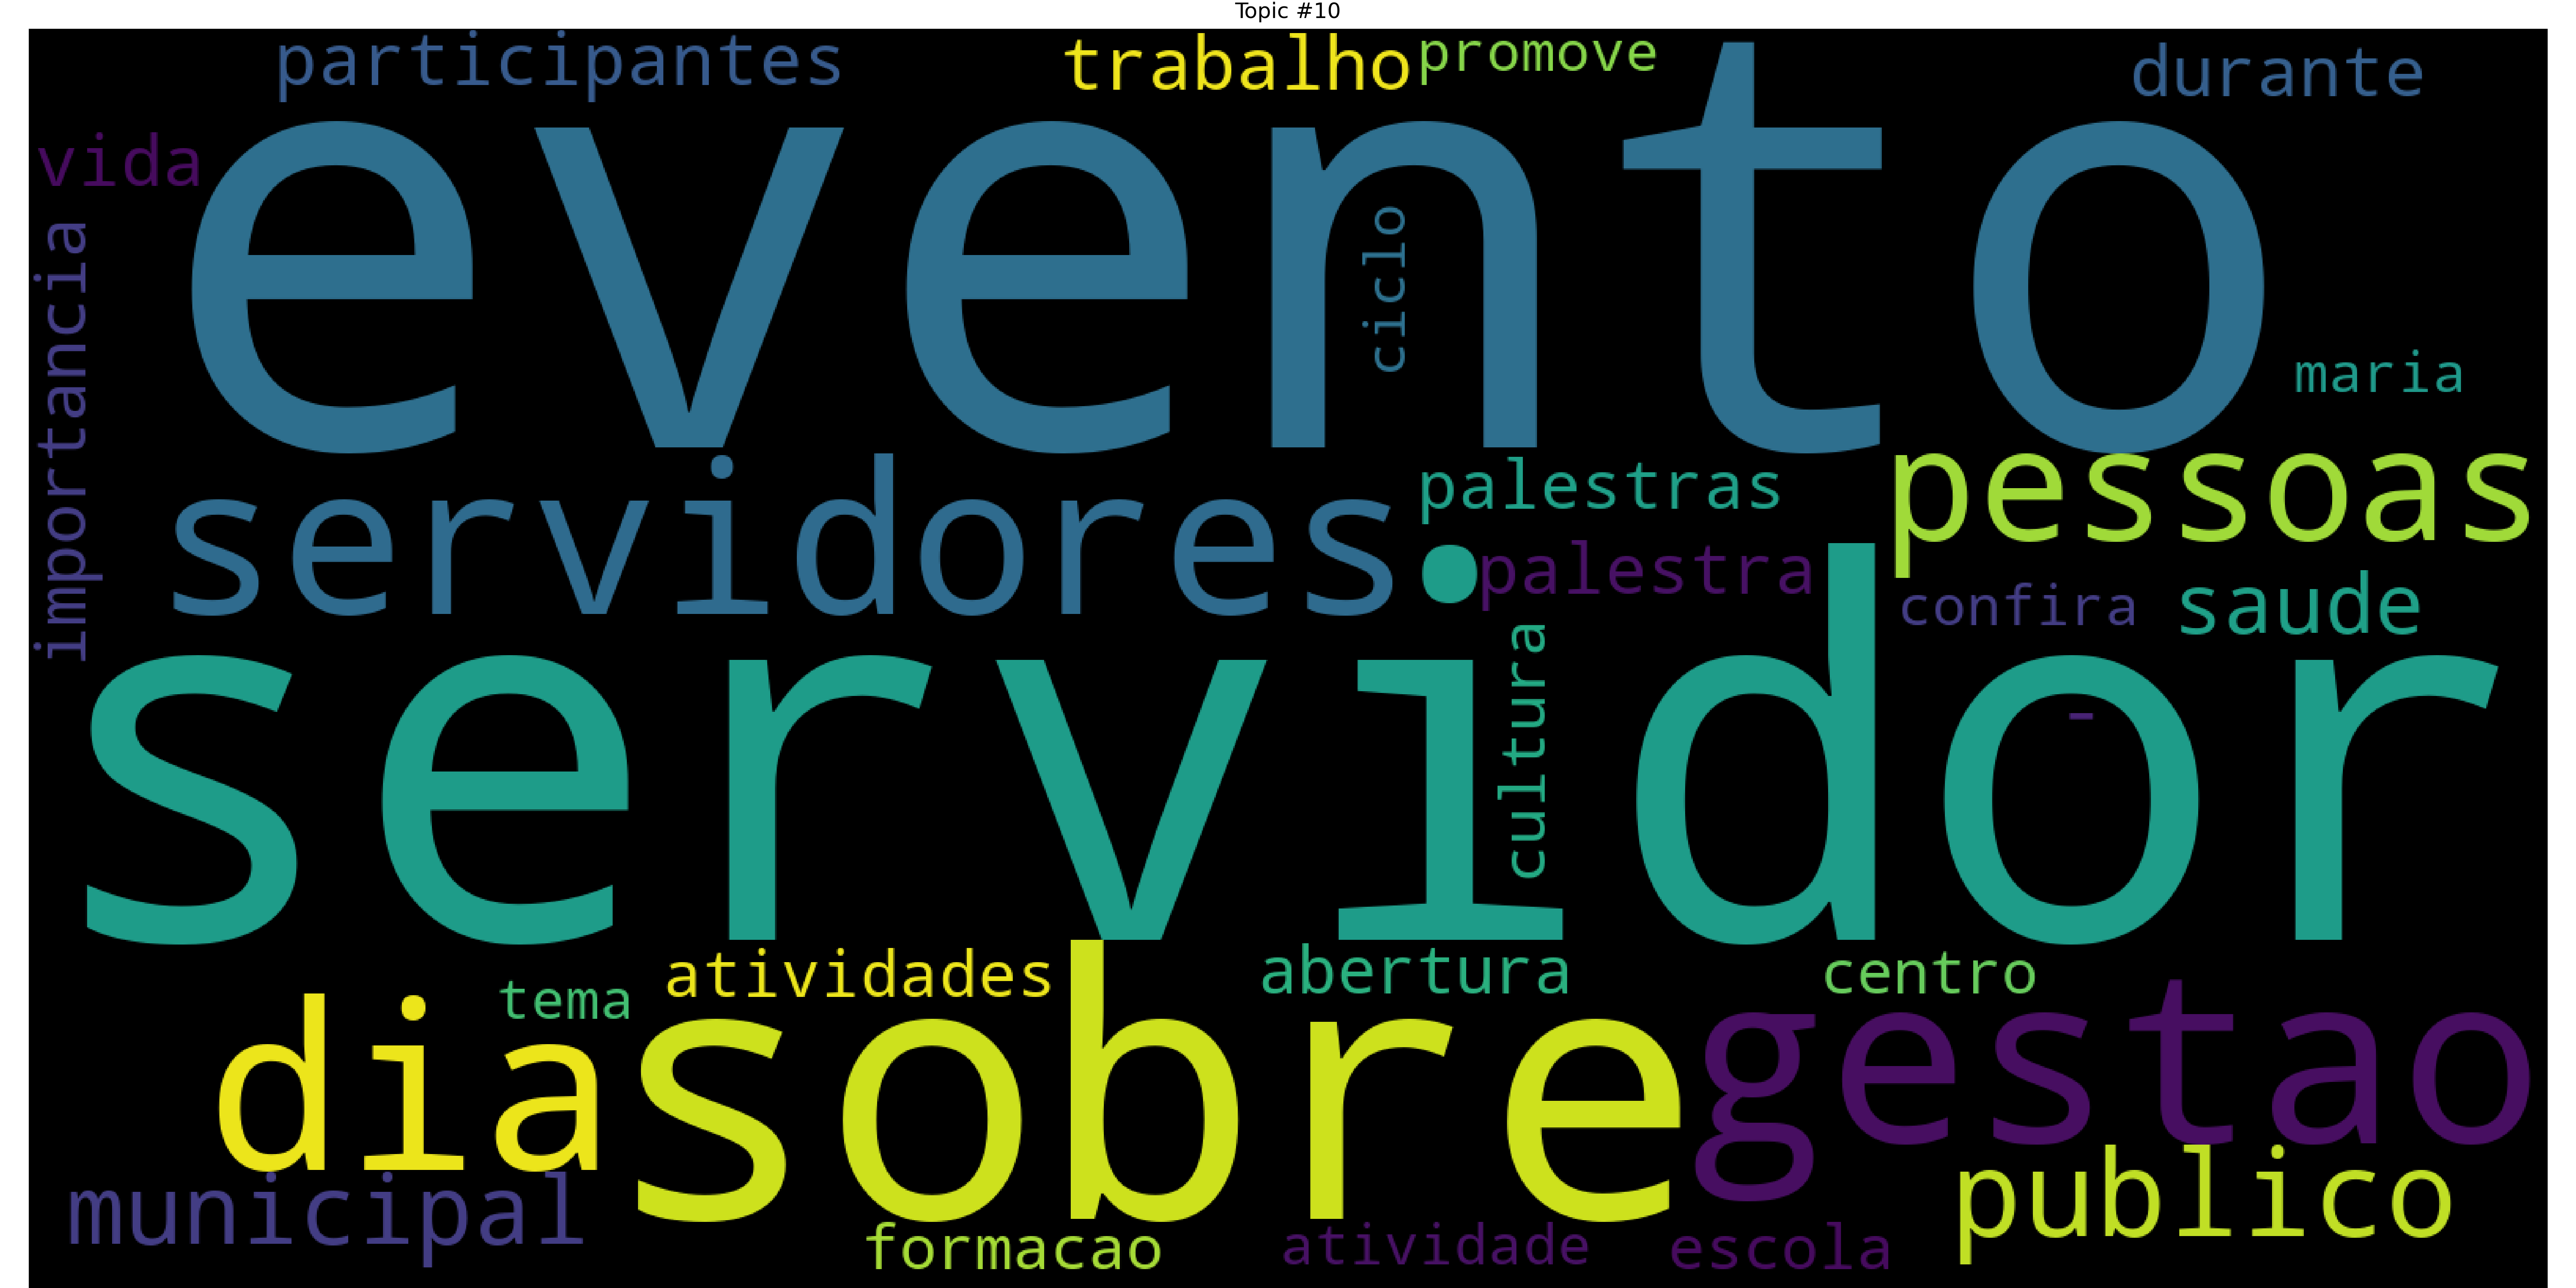 Topic #10
participantes
trabalho
promove
durante
vida
evento
importancia
ciclo
maria
servidores
palestras
pessoas
palestra
confira
saude
servidor
cultura
-
tema
atividades
abertura
centro
dia
sobre
gestao
municipal
publico
formacao
atividade
escola